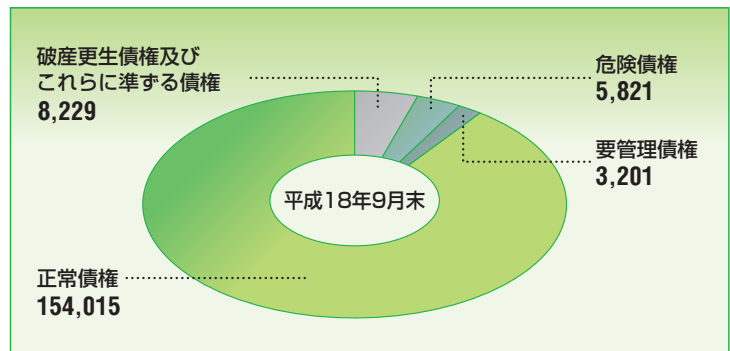 破産更生債権及び
これらに準ずる債権
8,229
危険債権
5,821
要管理債権
3,201
平成18年9月末
正常債権
154,015